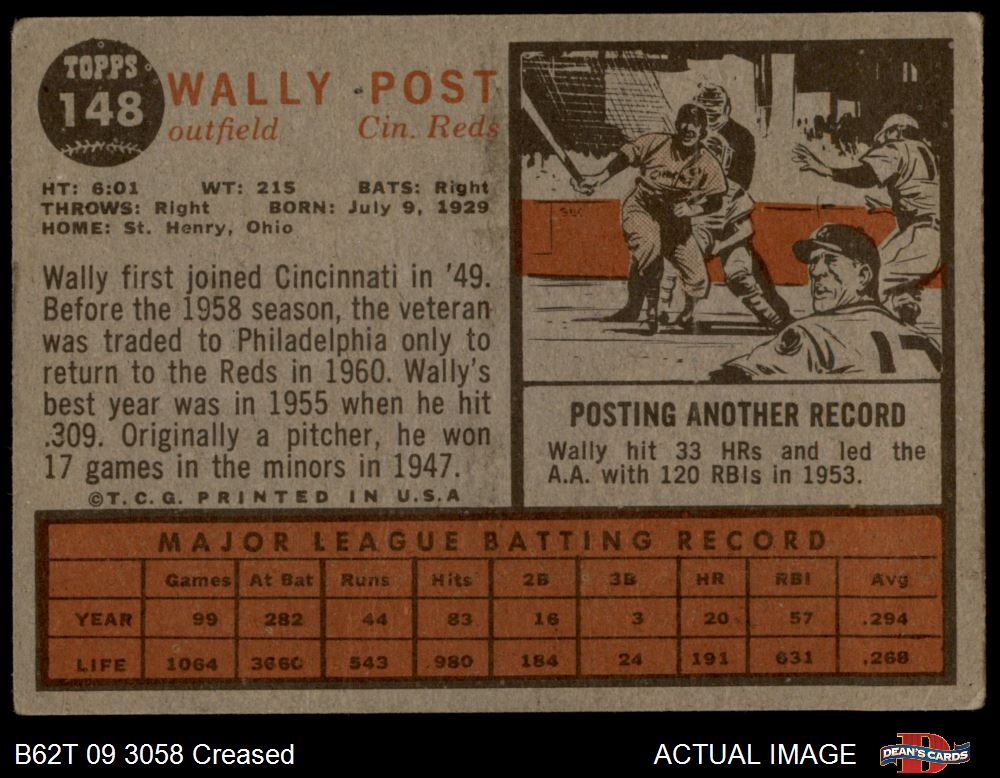 TOPPS
148
WALLY POST
outfield Cin. Reds
HT: 6:01 WT: 215 BATS: Right
THROWS: Right BORN: July 9, 1929
HOME: St. Henry, Ohio
Wally first joined Cincinnati in '49.
Before the 1958 season, the veteran
was traded to Philadelphia only to
return to the Reds in 1960. Wally's
best year was in 1955 when he hit
.309. Originally a pitcher, he won
17 games in the minors in 1947.
©T.C.G. PRINTED IN U.S.A
POSTING ANOTHER RECORD
Wally hit 33 HRs and led the
A.A. with 120 RBIs in 1953.
MAJOR LEAGUE BATTING RECORD
Games At Bat Runs Hits 2B 3B HR RBI Avg
YEAR 99 282 44 83 16 3 20 57 .294
LIFE 1064 3660 543 980 184 24 191 631 .268
B62T 09 3058 Creased
ACTUAL IMAGE
DEAN'S CARDS